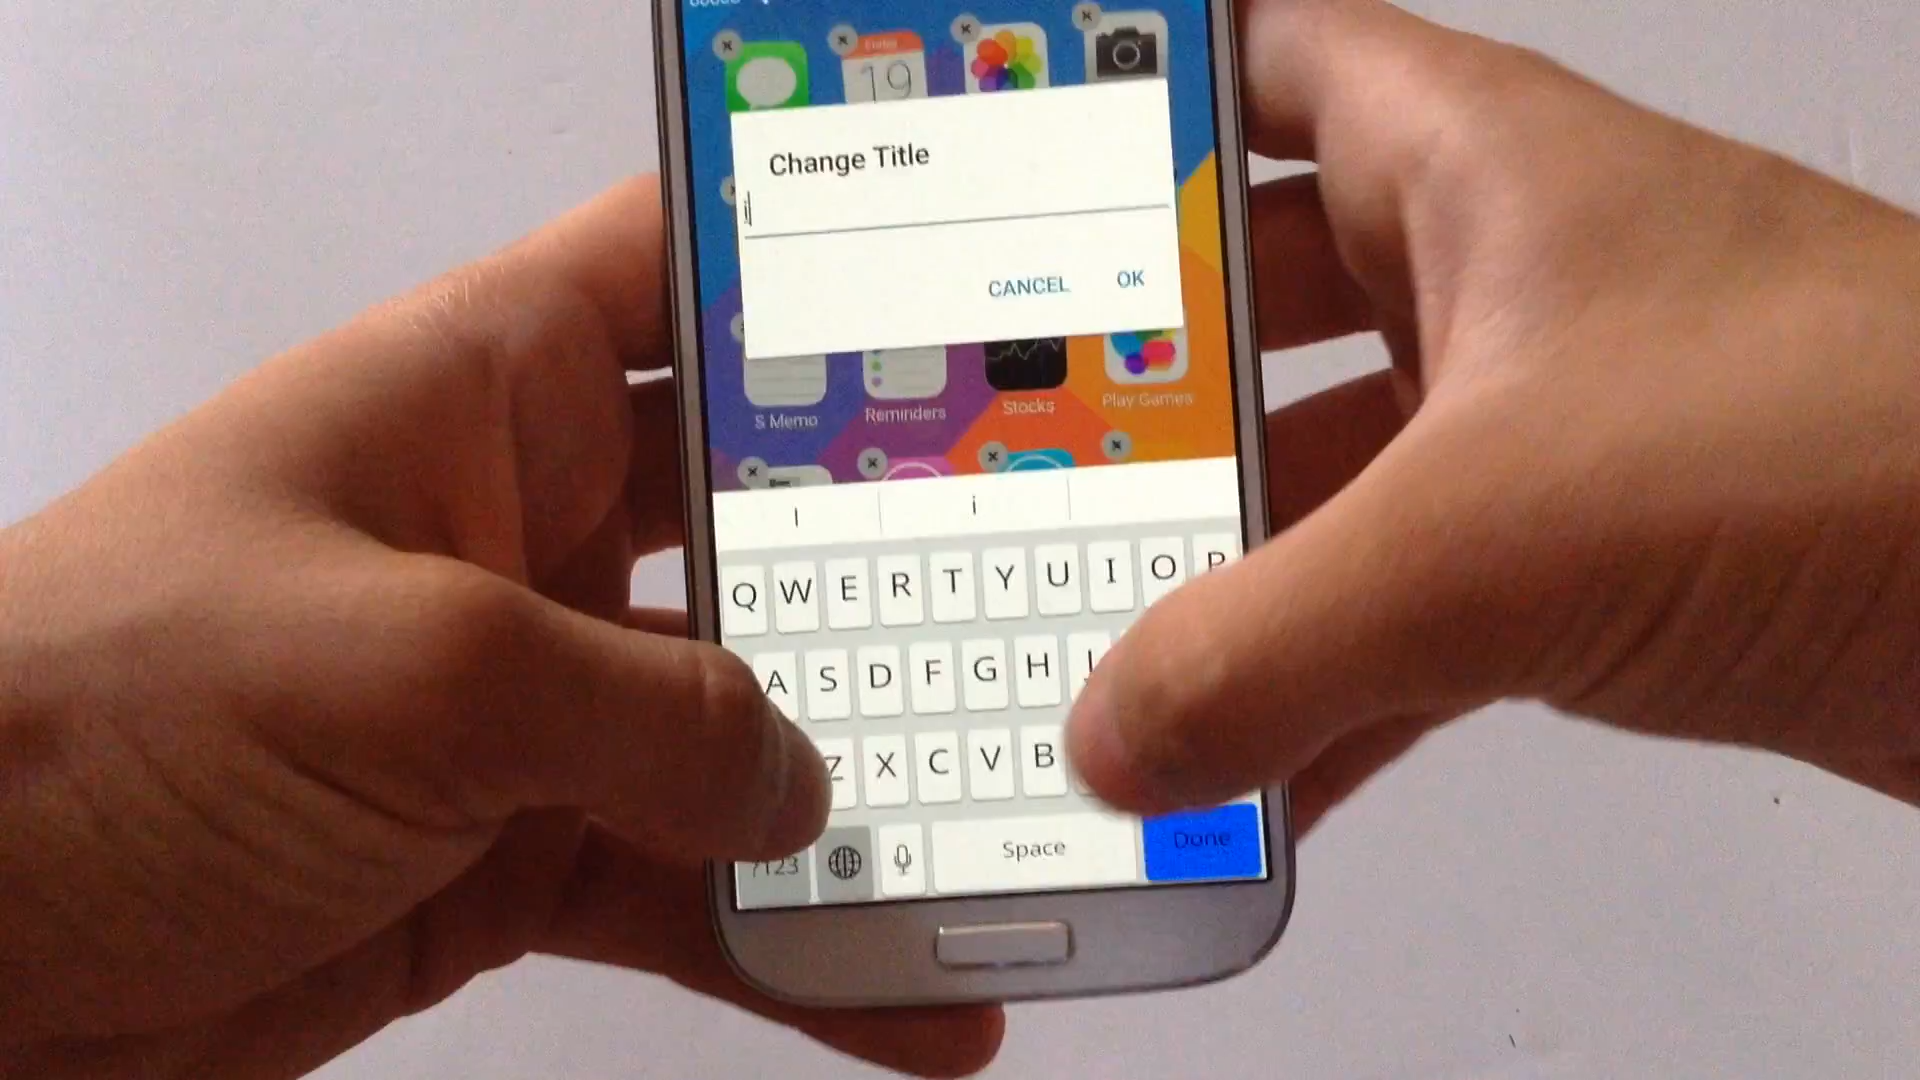 19
Change Title
CANCEL OK
S Memo Reminders Stocks Play Games
i
Q W E R T Y U I O P
A S D F G H J
Z X C V B
?123 Space Done